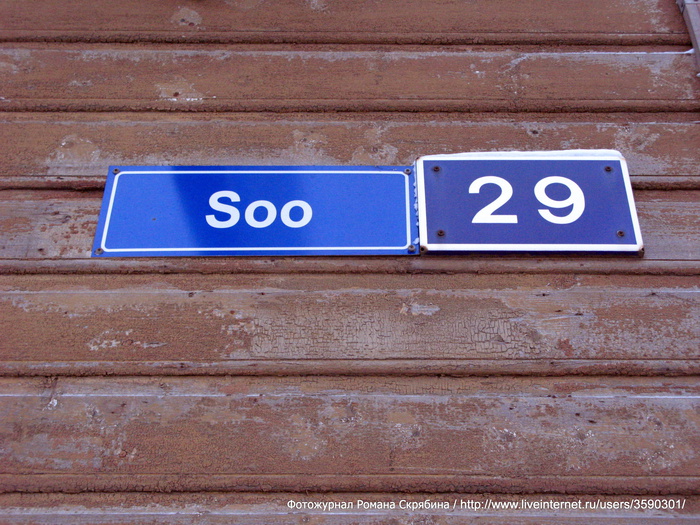 Soo 29
Фотожурнал Романа Скрябина / http://www.liveinternet.ru/users/3590301/